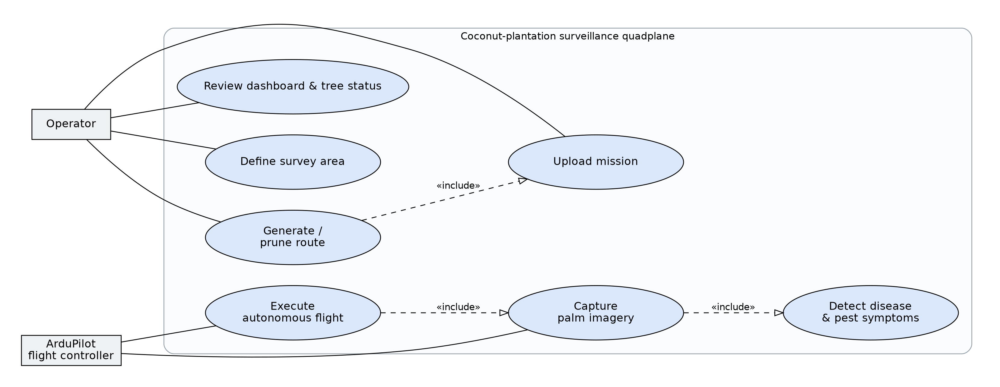 Coconut-plantation surveillance quadplane
Review dashboard & tree status
Operator
Define survey area
Upload mission
«include»
Generate /
prune route
Execute
autonomous flight
«include»
Capture
palm imagery
«include»
Detect disease
& pest symptoms
ArduPilot
flight controller